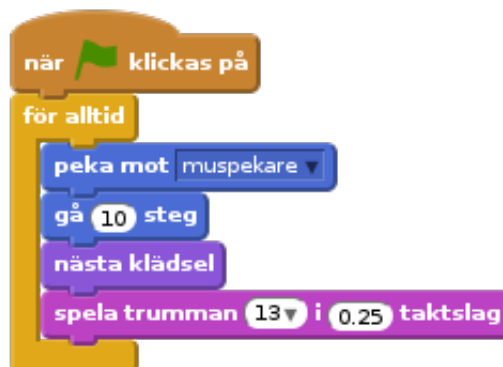 när klickas på
för alltid
peka mot muspekare
gå 10 steg
nästa klädsel
spela trumman 13 i 0.25 taktslag